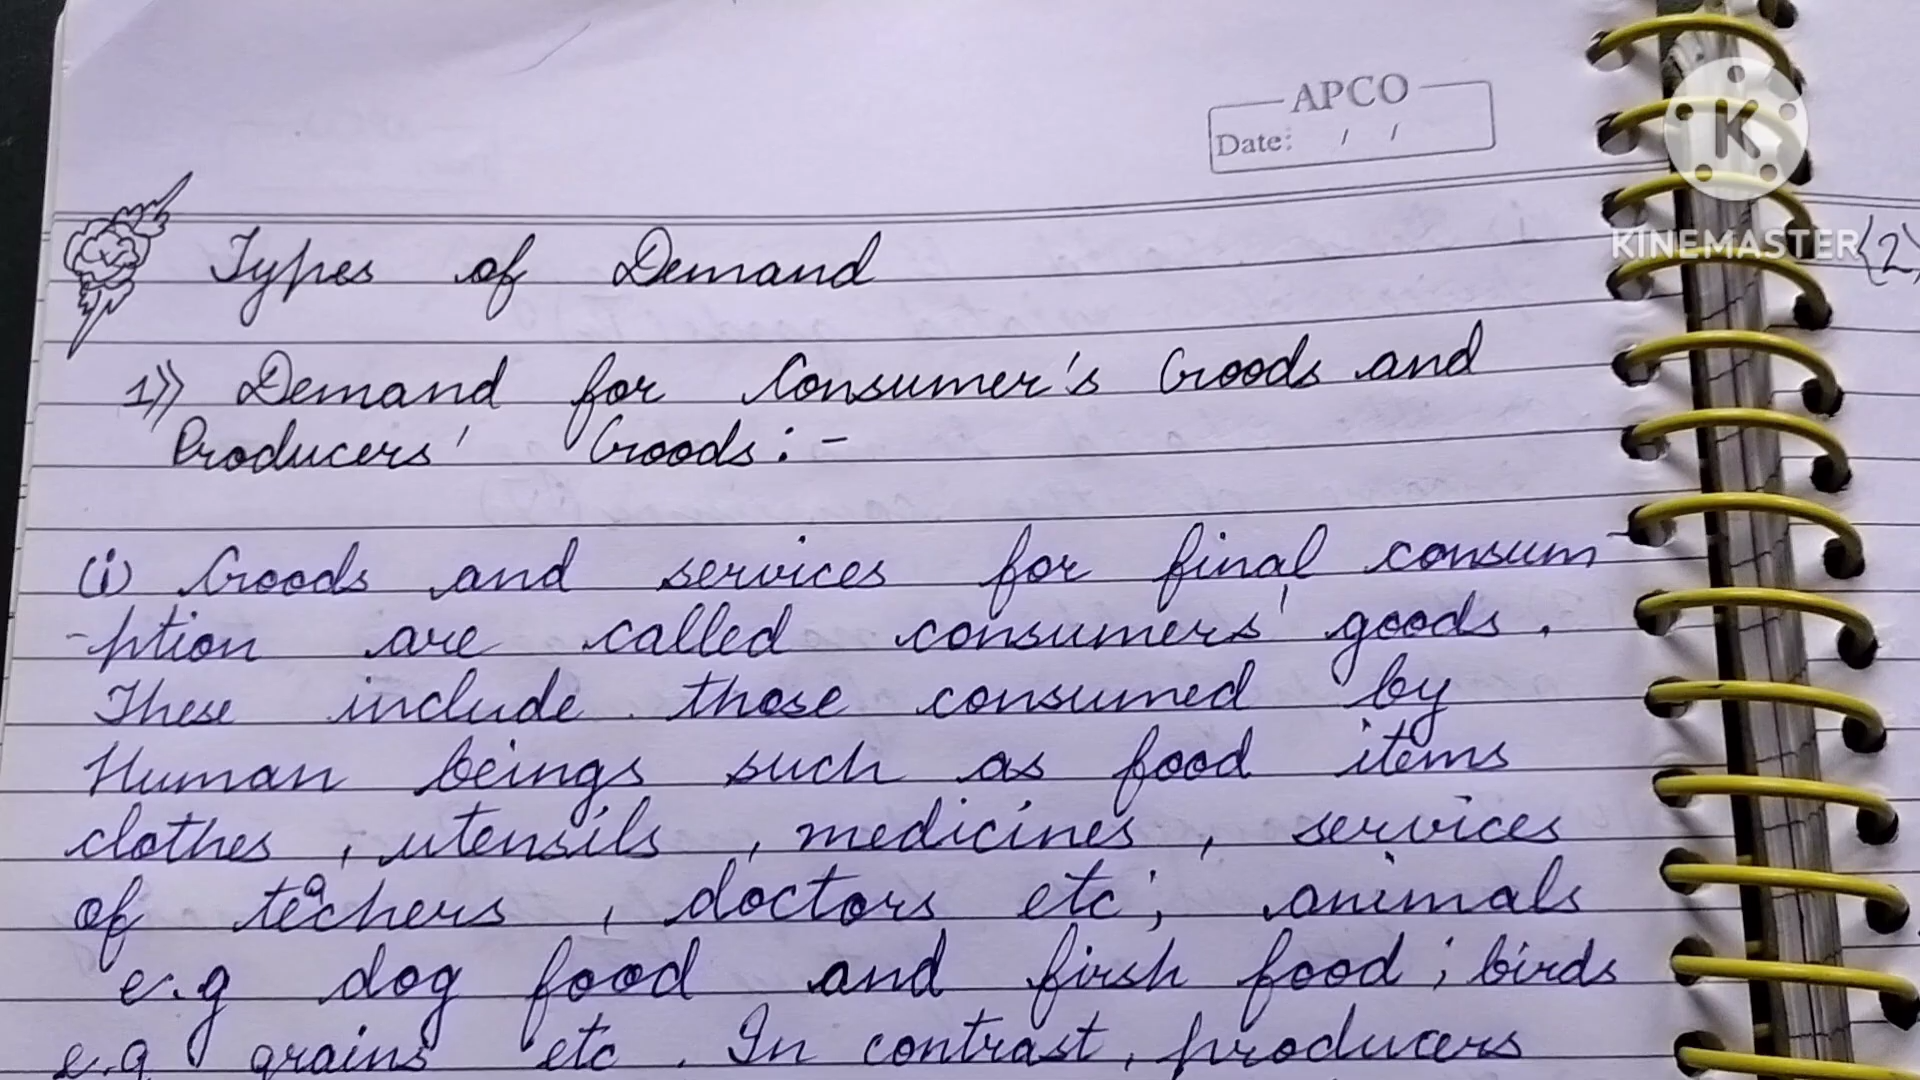 APCO
Date: / /
KINEMASTER
{2}
Types of Demand
1» Demand for Consumer's Goods and
Producers' Goods:-
(i) Goods and services for final consum-
-ption are called consumers' goods.
These include those consumed by
Human beings such as food items
clothes, utensils, medicines, services
of teachers, doctors etc; animals
e.g dog food and firsh food; birds
e.g grains etc. In contrast, producers